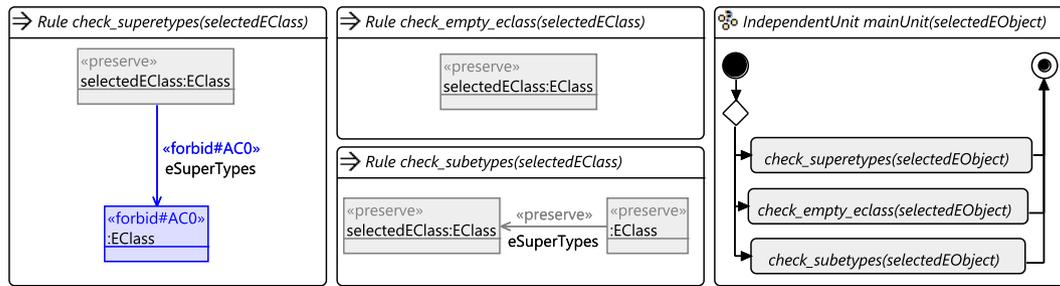 Rule check_superetypes(selectedEClass)
«preserve»
selectedEClass:EClass
«forbid#AC0»
eSuperTypes
«forbid#AC0»
:EClass
Rule check_empty_eclass(selectedEClass)
«preserve»
selectedEClass:EClass
Rule check_subetypes(selectedEClass)
«preserve»
selectedEClass:EClass
«preserve»
eSuperTypes
«preserve»
:EClass
IndependentUnit mainUnit(selectedEObject)
check_superetypes(selectedEObject)
check_empty_eclass(selectedEObject)
check_subetypes(selectedEObject)